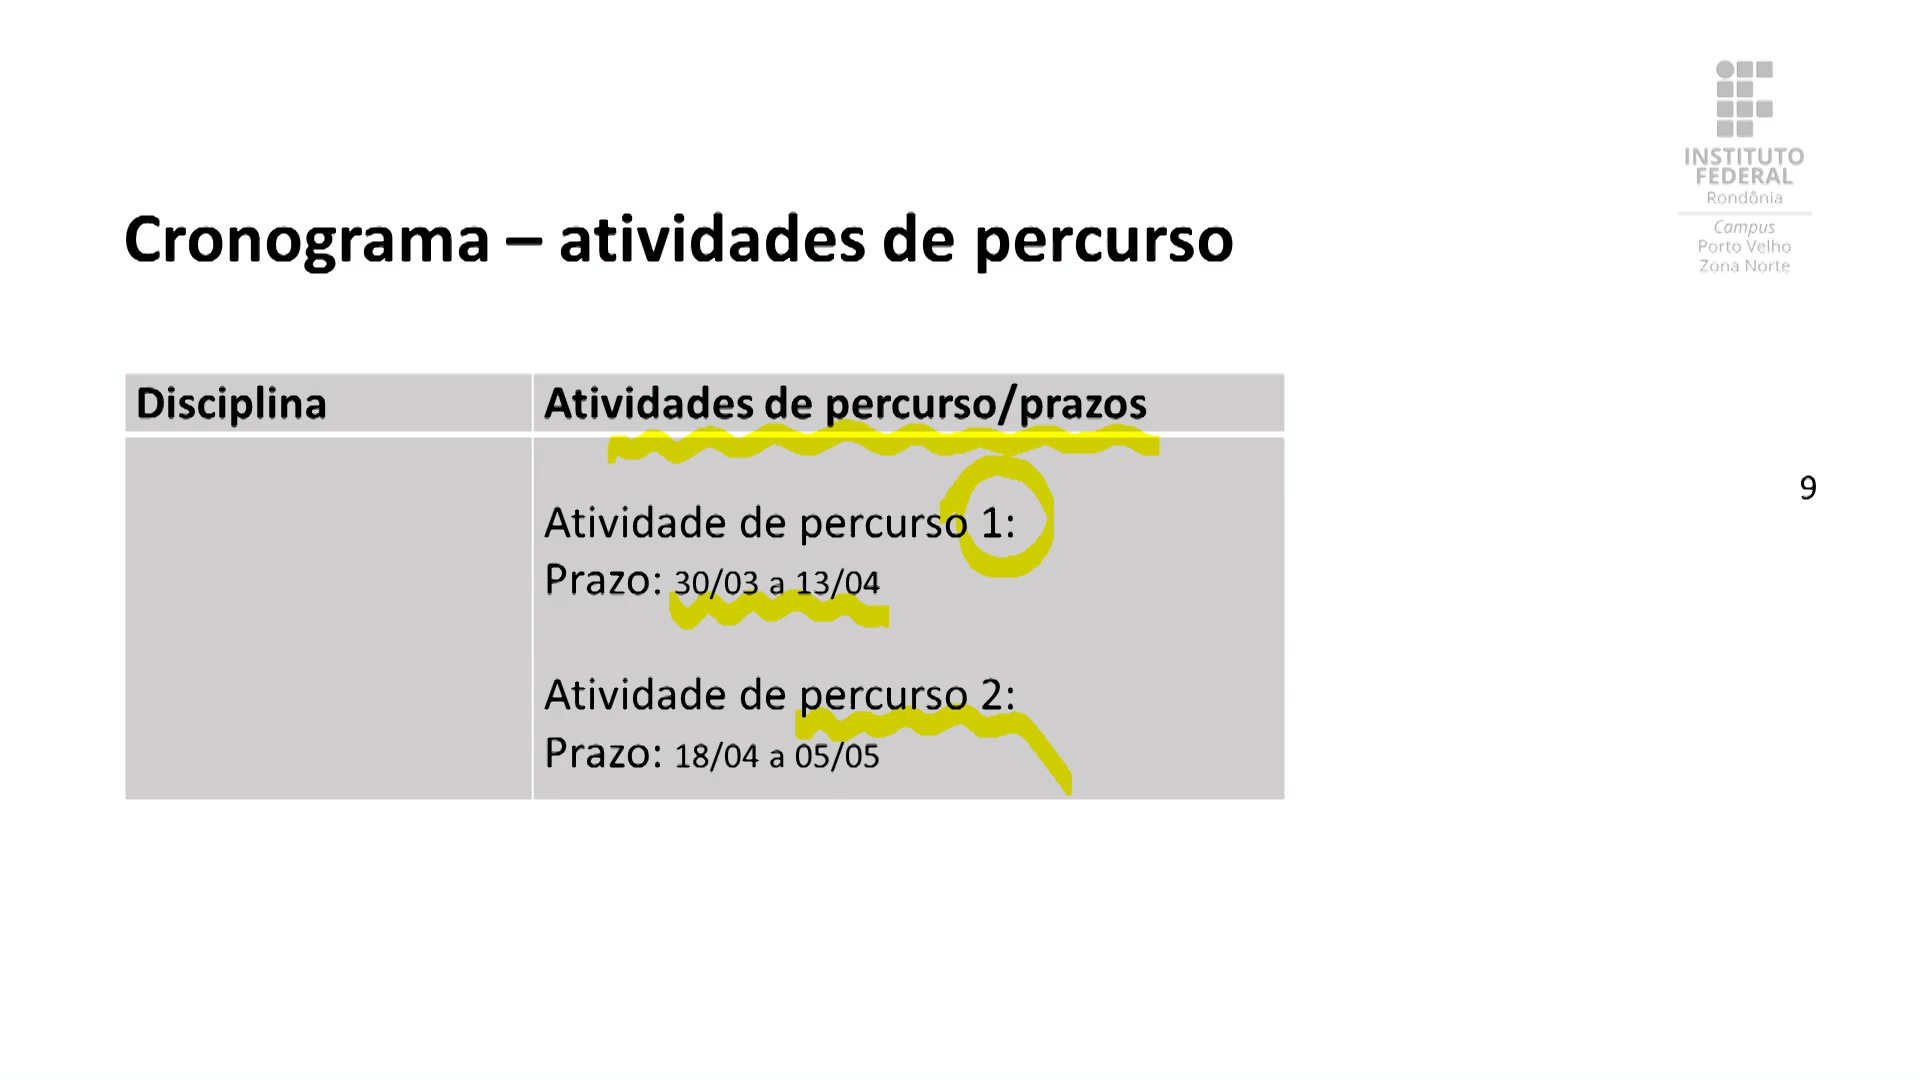 INSTITUTO
FEDERAL
Rondônia
Campus
Porto Velho
Zona Norte
Cronograma – atividades de percurso
Disciplina
Atividades de percurso/prazos
Atividade de percurso 1:
Prazo: 30/03 a 13/04
Atividade de percurso 2:
Prazo: 18/04 a 05/05
9